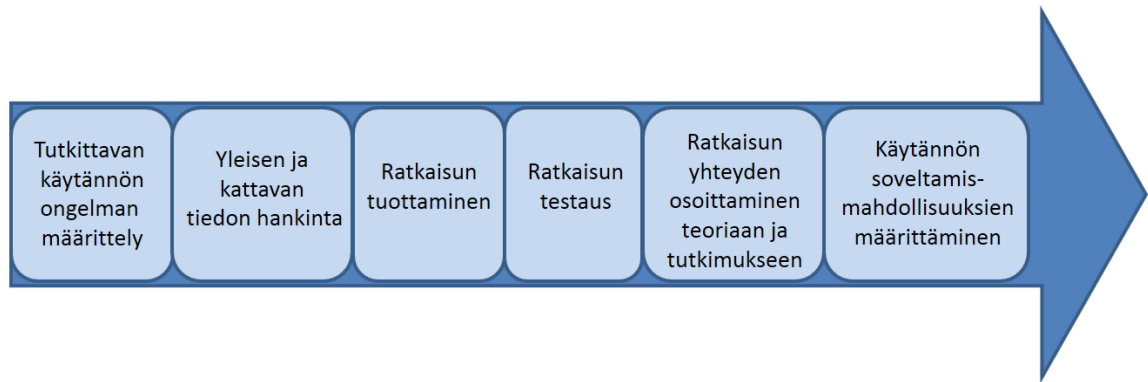 Tutkittavan
käytännön
ongelman
määrittely
Yleisen ja
kattavan
tiedon hankinta
Ratkaisun
tuottaminen
Ratkaisun
testaus
Ratkaisun
yhteyden
osoittaminen
teoriaan ja
tutkimukseen
Käytännön
soveltamis-
mahdollisuuksien
määrittäminen